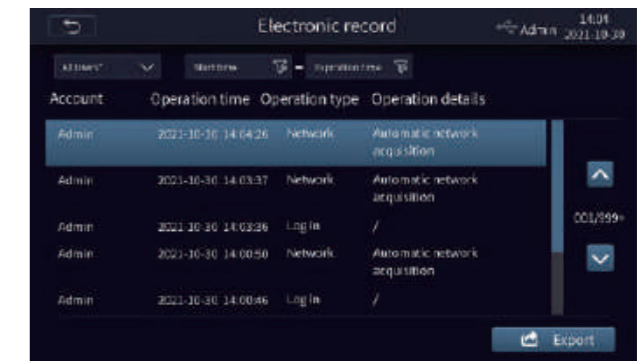 Electronic record
Admin
14:04
2021-10-30
All Users*
Start time
Expiration time
Account Operation time Operation type Operation details
Admin 2021-10-30 14:04:26 Network Automatic network
acquisition
Admin 2021-10-30 14:03:37 Network Automatic network
acquisition
Admin 2021-10-30 14:03:36 Log in /
Admin 2021-10-30 14:00:50 Network Automatic network
acquisition
Admin 2021-10-30 14:00:46 Log in /
001/999+
Export